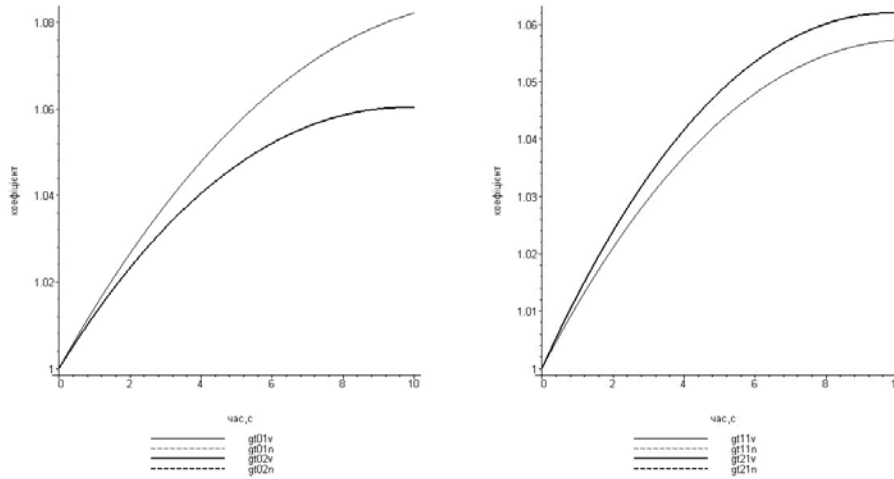 1.08
1.06
1.04
1.02
1
коефіцієнт
0
2
4
6
8
10
час,с
gt01v
gt01n
gt02v
gt02n
1.06
1.05
1.04
1.03
1.02
1.01
1
коефіцієнт
0
2
4
6
8
час,с
gt11v
gt11n
gt21v
gt21n